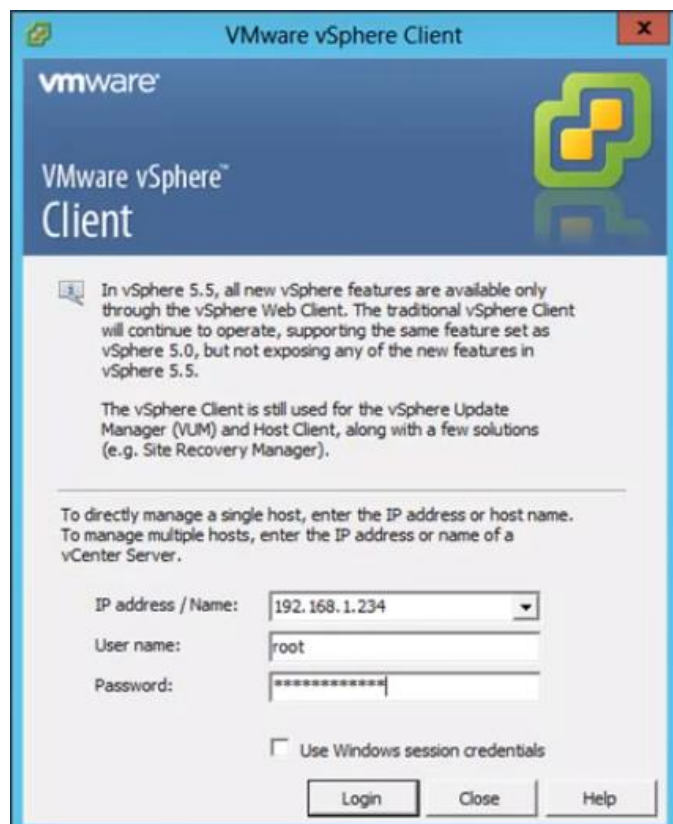 VMware vSphere Client
x
vmware
VMware vSphere™
Client
In vSphere 5.5, all new vSphere features are available only
through the vSphere Web Client. The traditional vSphere Client
will continue to operate, supporting the same feature set as
vSphere 5.0, but not exposing any of the new features in
vSphere 5.5.
The vSphere Client is still used for the vSphere Update
Manager (VUM) and Host Client, along with a few solutions
(e.g. Site Recovery Manager).
To directly manage a single host, enter the IP address or host name.
To manage multiple hosts, enter the IP address or name of a
vCenter Server.
IP address / Name: 192.168.1.234
User name: root
Password: ************
Use Windows session credentials
Login Close Help